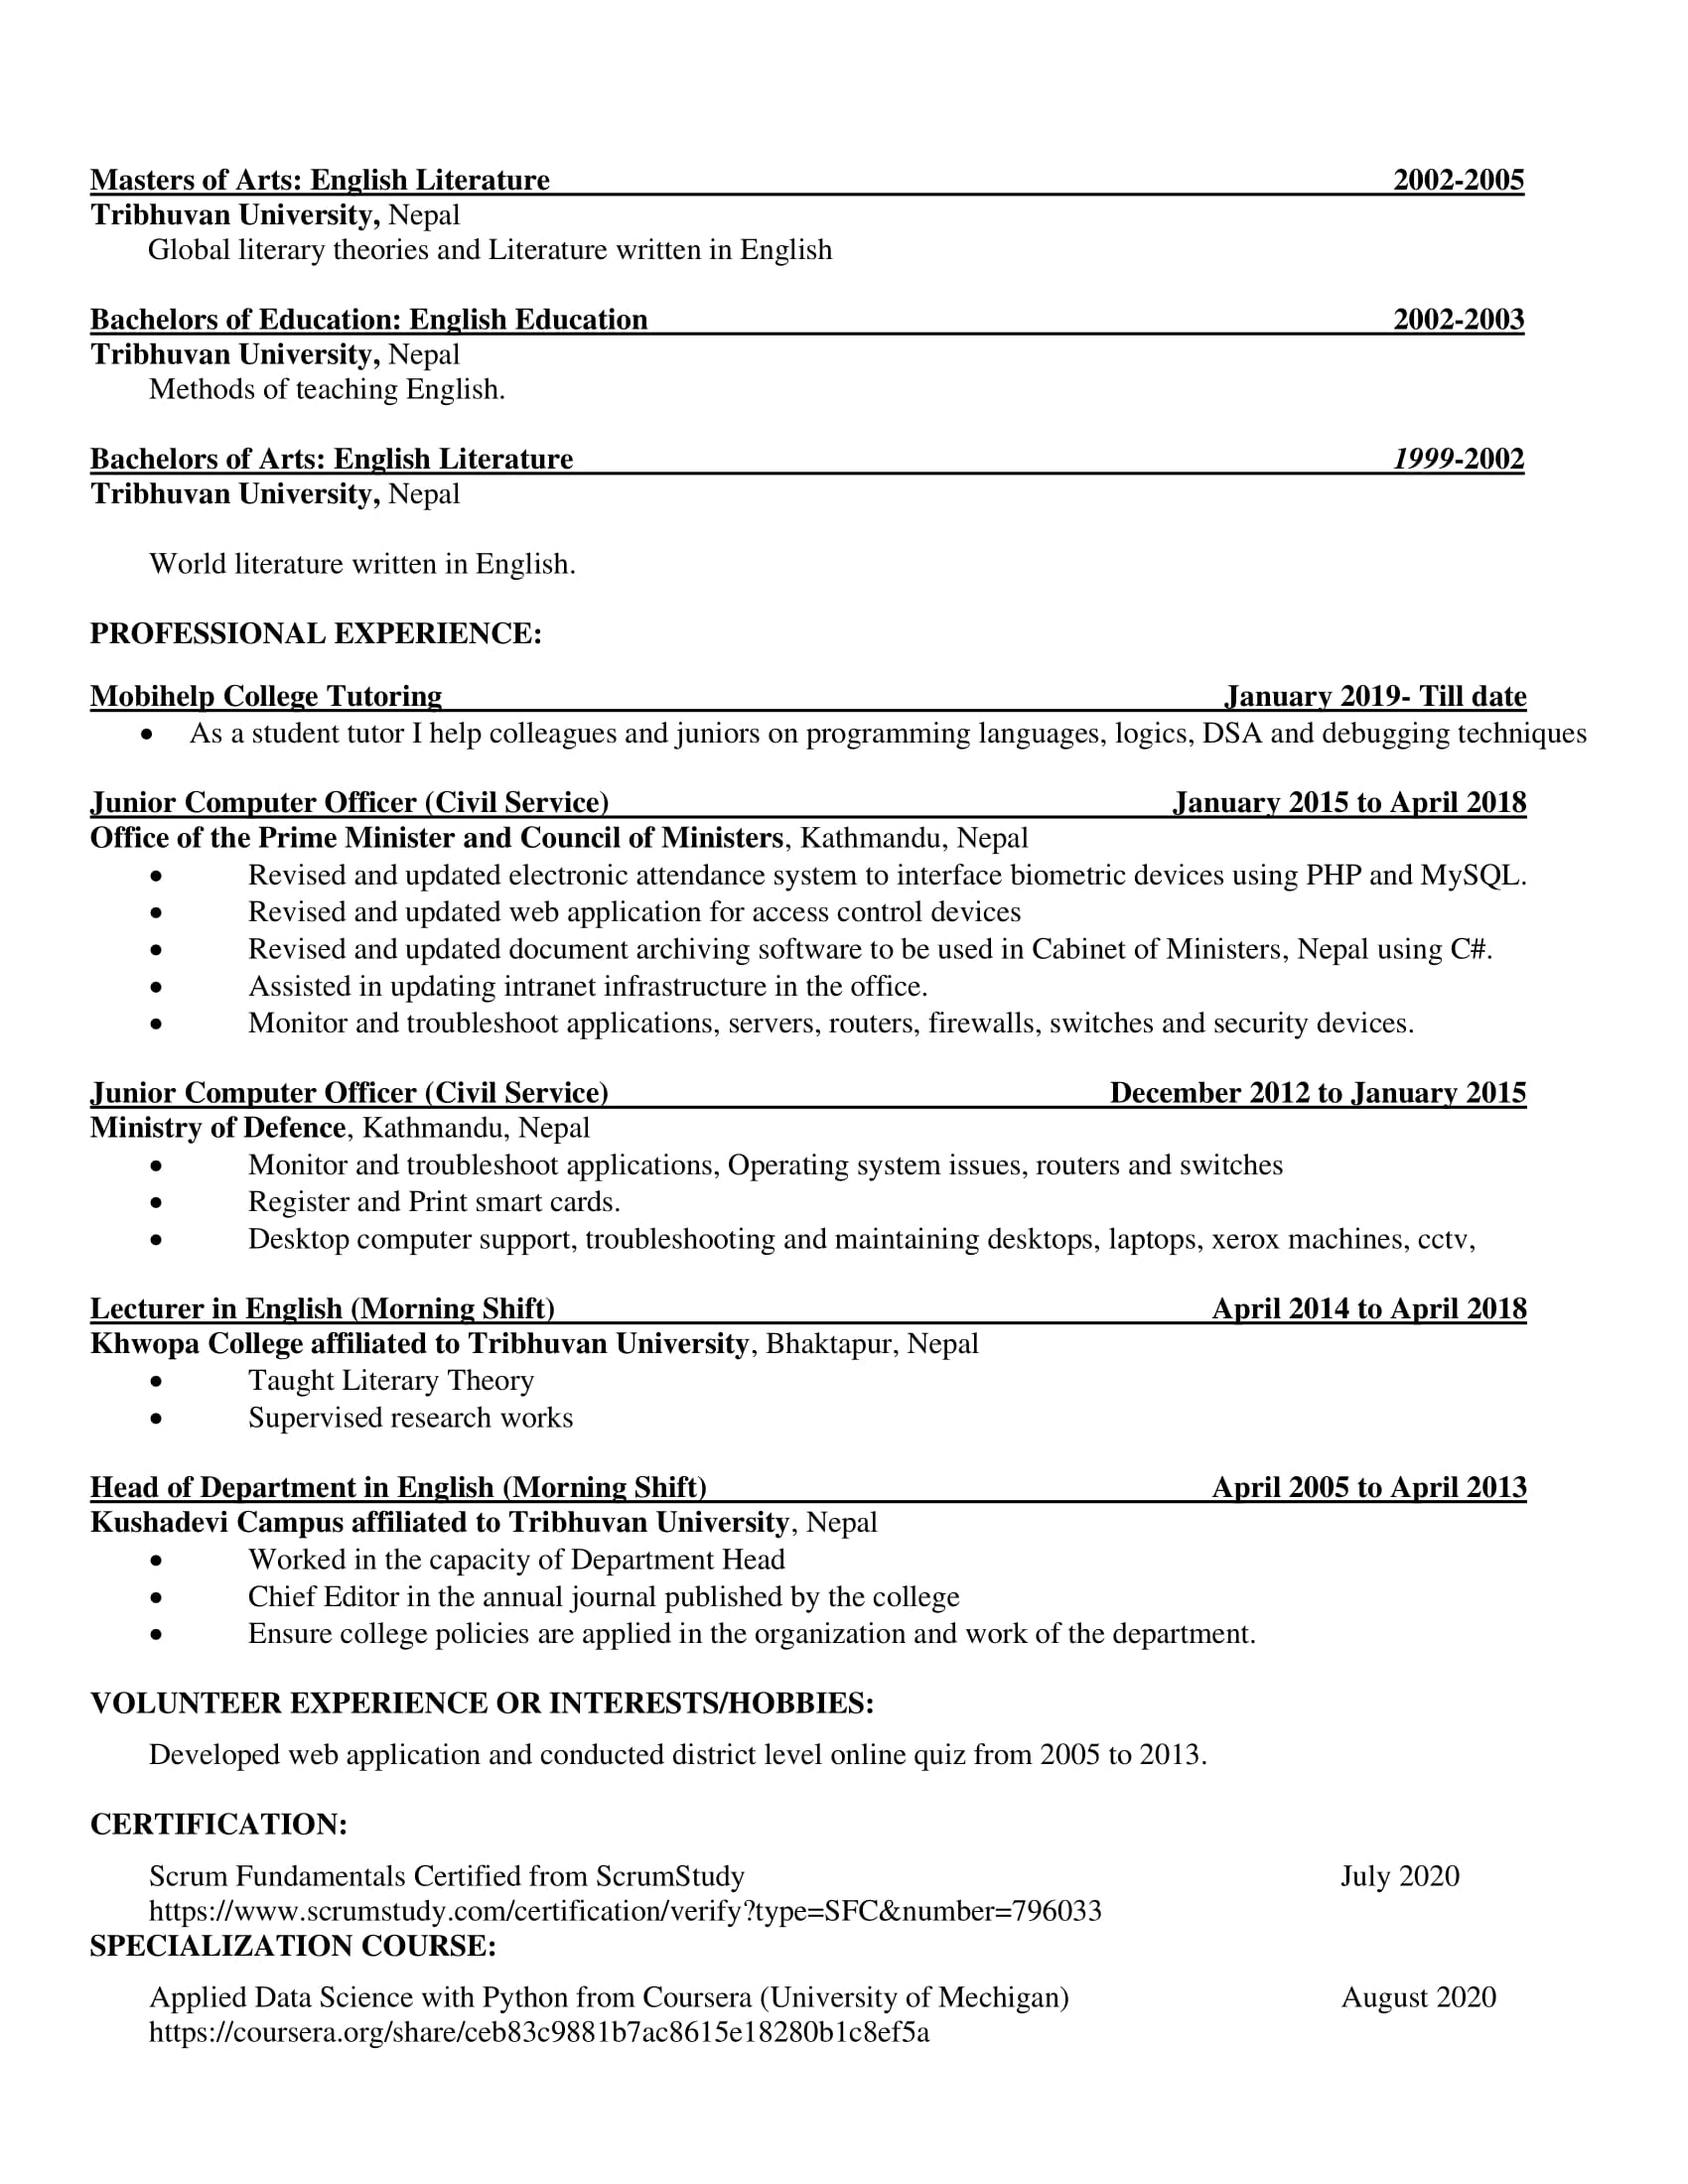 Masters of Arts: English Literature 2002-2005
Tribhuvan University, Nepal
Global literary theories and Literature written in English
Bachelors of Education: English Education 2002-2003
Tribhuvan University, Nepal
Methods of teaching English.
Bachelors of Arts: English Literature 1999-2002
Tribhuvan University, Nepal
World literature written in English.
PROFESSIONAL EXPERIENCE:
Mobihelp College Tutoring January 2019- Till date
• As a student tutor I help colleagues and juniors on programming languages, logics, DSA and debugging techniques
Junior Computer Officer (Civil Service) January 2015 to April 2018
Office of the Prime Minister and Council of Ministers, Kathmandu, Nepal
• Revised and updated electronic attendance system to interface biometric devices using PHP and MySQL.
• Revised and updated web application for access control devices
• Revised and updated document archiving software to be used in Cabinet of Ministers, Nepal using C#.
• Assisted in updating intranet infrastructure in the office.
• Monitor and troubleshoot applications, servers, routers, firewalls, switches and security devices.
Junior Computer Officer (Civil Service) December 2012 to January 2015
Ministry of Defence, Kathmandu, Nepal
• Monitor and troubleshoot applications, Operating system issues, routers and switches
• Register and Print smart cards.
• Desktop computer support, troubleshooting and maintaining desktops, laptops, xerox machines, cctv,
Lecturer in English (Morning Shift) April 2014 to April 2018
Khwopa College affiliated to Tribhuvan University, Bhaktapur, Nepal
• Taught Literary Theory
• Supervised research works
Head of Department in English (Morning Shift) April 2005 to April 2013
Kushadevi Campus affiliated to Tribhuvan University, Nepal
• Worked in the capacity of Department Head
• Chief Editor in the annual journal published by the college
• Ensure college policies are applied in the organization and work of the department.
VOLUNTEER EXPERIENCE OR INTERESTS/HOBBIES:
Developed web application and conducted district level online quiz from 2005 to 2013.
CERTIFICATION:
Scrum Fundamentals Certified from ScrumStudy July 2020
https://www.scrumstudy.com/certification/verify?type=SFC&number=796033
SPECIALIZATION COURSE:
Applied Data Science with Python from Coursera (University of Mechigan) August 2020
https://coursera.org/share/ceb83c9881b7ac8615e18280b1c8ef5a